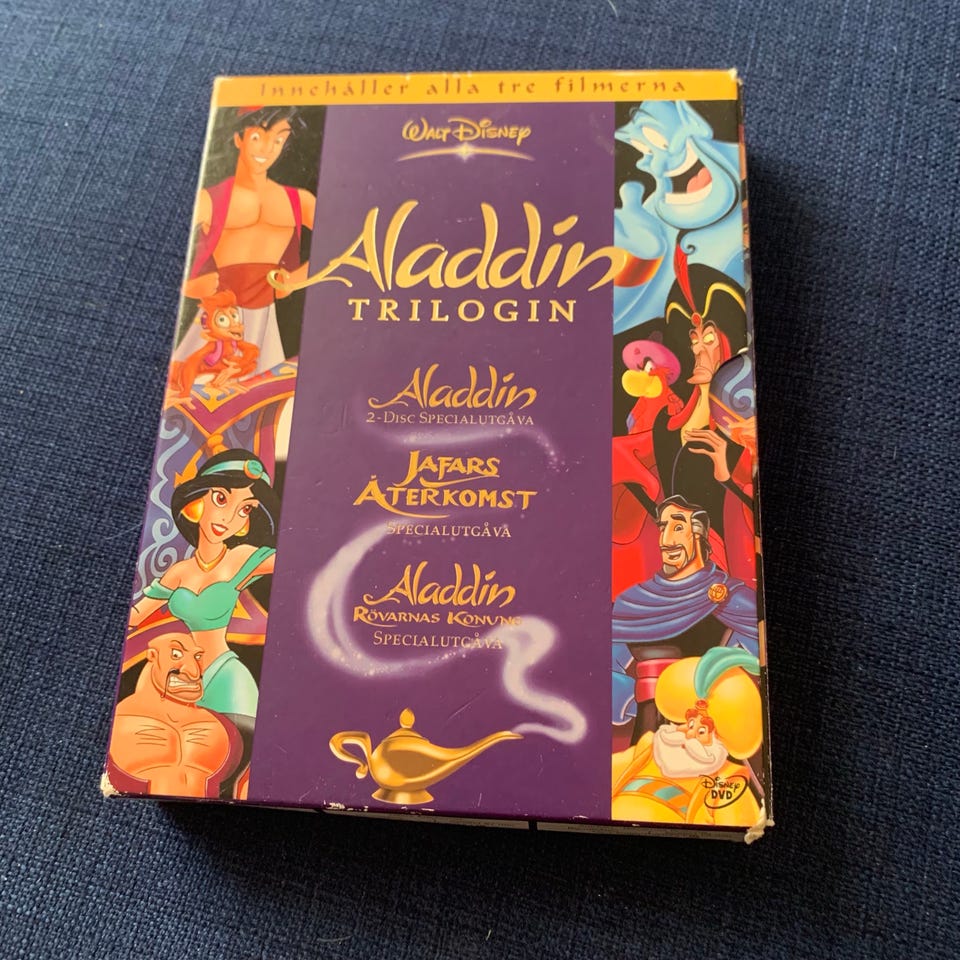 Innehåller alla tre filmerna
Walt Disney
Aladdin
TRILOGIN
Aladdin
2-Disc Specialutgåva
Jafars
Återkomst
Specialutgåva
Aladdin
Rövarnas Konung
Specialutgåva
Disney
DVD